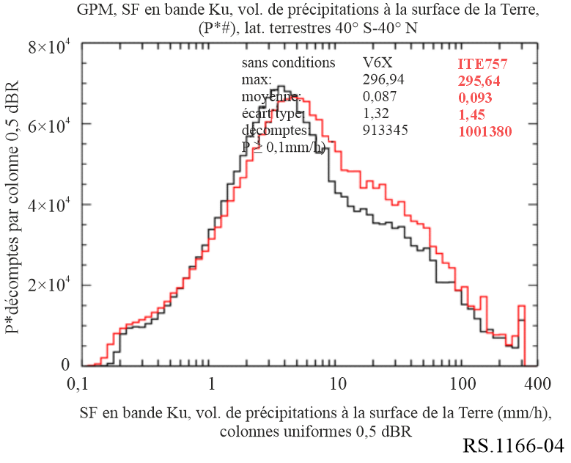 GPM, SF en bande Ku, vol. de précipitations à la surface de la Terre,
(P*#), lat. terrestres 40° S-40° N
sans conditions V6X ITE757
max: 296,94 295,64
moyenne: 0,087 0,093
écart type 1,32 1,45
décomptes: 913345 1001380
P ≥ 0,1mm/h)
P*décomptes par colonne 0,5 dBR
8×10⁴
6×10⁴
4×10⁴
2×10⁴
0
0,1 1 10 100 400
SF en bande Ku, vol. de précipitations à la surface de la Terre (mm/h),
colonnes uniformes 0,5 dBR
RS.1166-04